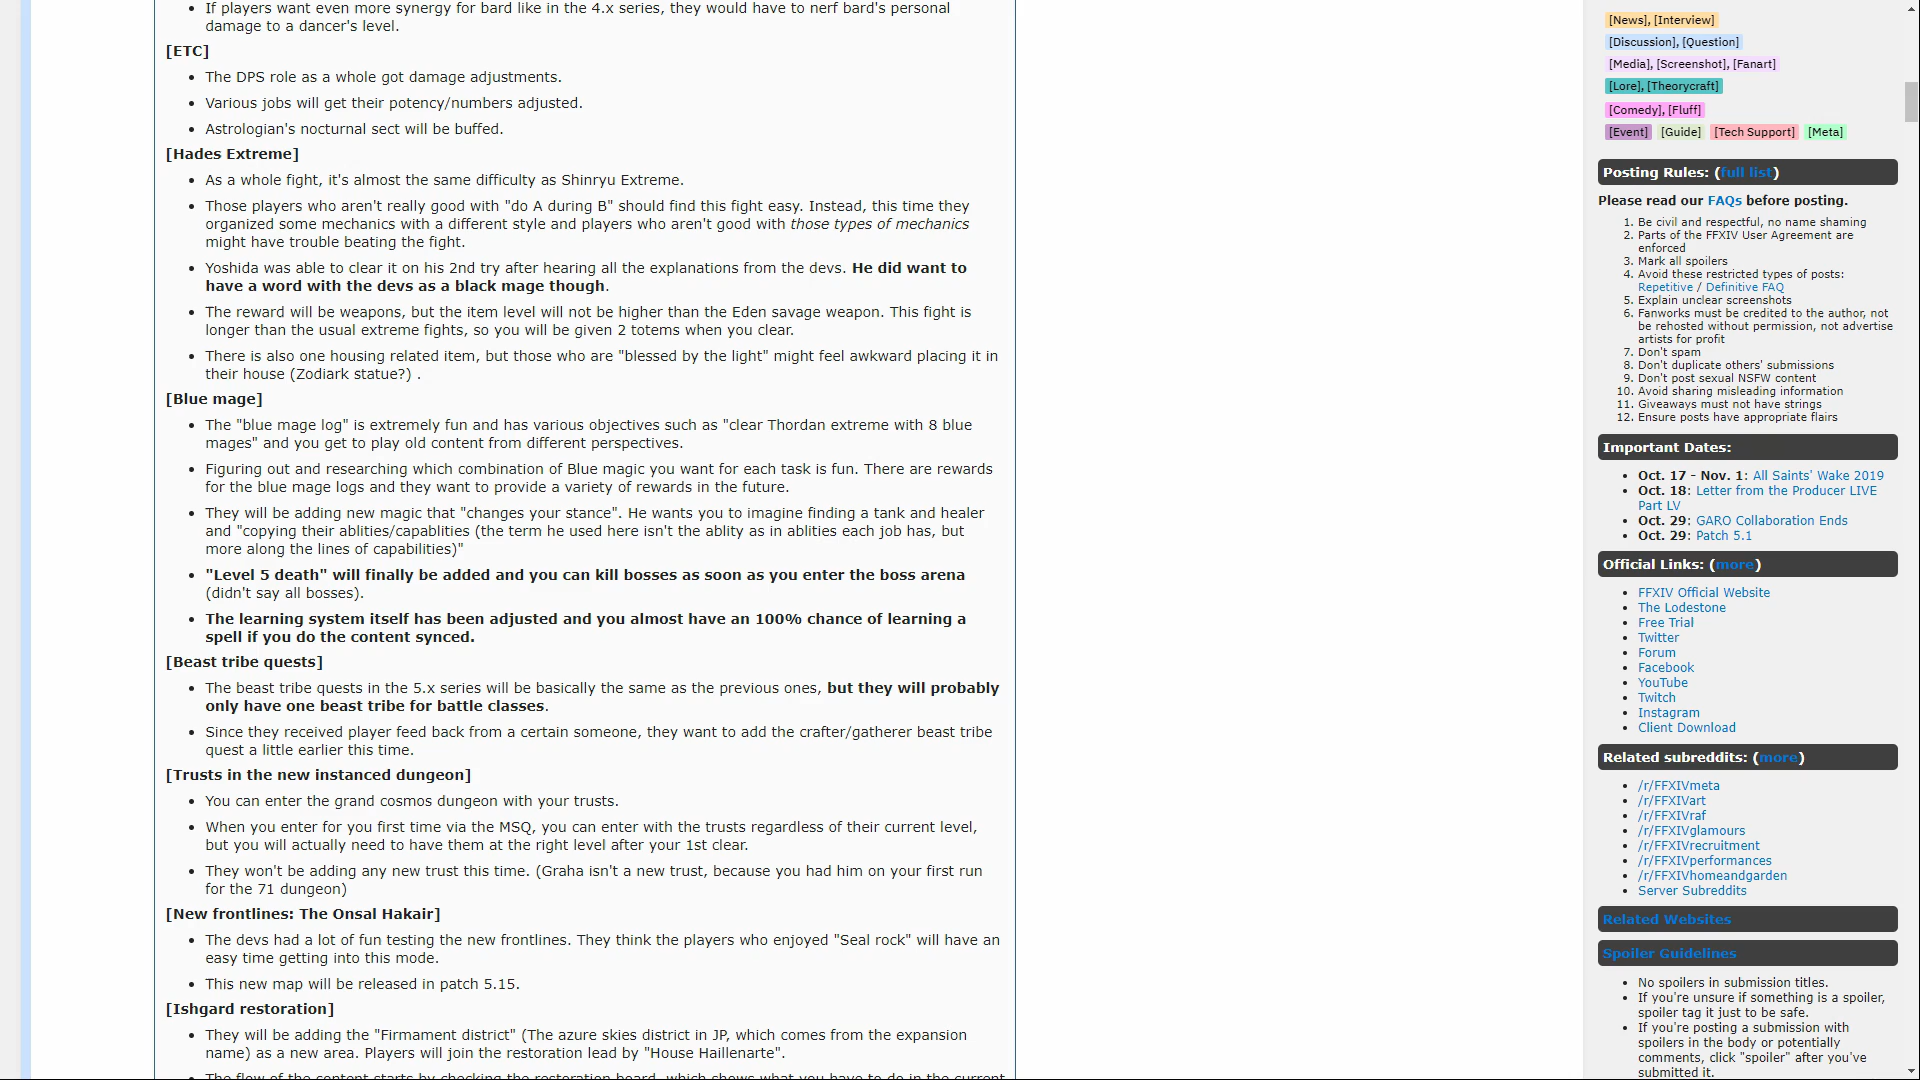 If players want even more synergy for bard like in the 4.x series, they would have to nerf bard's personal
damage to a dancer's level.
[ETC]
The DPS role as a whole got damage adjustments.
Various jobs will get their potency/numbers adjusted.
Astrologian's nocturnal sect will be buffed.
[Hades Extreme]
As a whole fight, it's almost the same difficulty as Shinryu Extreme.
Those players who aren't really good with "do A during B" should find this fight easy. Instead, this time they
organized some mechanics with a different style and players who aren't good with those types of mechanics
might have trouble beating the fight.
Yoshida was able to clear it on his 2nd try after hearing all the explanations from the devs. He did want to
have a word with the devs as a black mage though.
The reward will be weapons, but the item level will not be higher than the Eden savage weapon. This fight is
longer than the usual extreme fights, so you will be given 2 totems when you clear.
There is also one housing related item, but those who are "blessed by the light" might feel awkward placing it in
their house (Zodiark statue?) .
[Blue mage]
The "blue mage log" is extremely fun and has various objectives such as "clear Thordan extreme with 8 blue
mages" and you get to play old content from different perspectives.
Figuring out and researching which combination of Blue magic you want for each task is fun. There are rewards
for the blue mage logs and they want to provide a variety of rewards in the future.
They will be adding new magic that "changes your stance". He wants you to imagine finding a tank and healer
and "copying their ablities/capablities (the term he used here isn't the ablity as in ablities each job has, but
more along the lines of capabilities)"
"Level 5 death" will finally be added and you can kill bosses as soon as you enter the boss arena
(didn't say all bosses).
The learning system itself has been adjusted and you almost have an 100% chance of learning a
spell if you do the content synced.
[Beast tribe quests]
The beast tribe quests in the 5.x series will be basically the same as the previous ones, but they will probably
only have one beast tribe for battle classes.
Since they received player feed back from a certain someone, they want to add the crafter/gatherer beast tribe
quest a little earlier this time.
[Trusts in the new instanced dungeon]
You can enter the grand cosmos dungeon with your trusts.
When you enter for you first time via the MSQ, you can enter with the trusts regardless of their current level,
but you will actually need to have them at the right level after your 1st clear.
They won't be adding any new trust this time. (Graha isn't a new trust, because you had him on your first run
for the 71 dungeon)
[New frontlines: The Onsal Hakair]
The devs had a lot of fun testing the new frontlines. They think the players who enjoyed "Seal rock" will have an
easy time getting into this mode.
This new map will be released in patch 5.15.
[Ishgard restoration]
They will be adding the "Firmament district" (The azure skies district in JP, which comes from the expansion
name) as a new area. Players will join the restoration lead by "House Haillenarte".
The flow of the content starts by checking the restoration board, which shows what you have to do in the current
[News], [Interview]
[Discussion], [Question]
[Media], [Screenshot], [Fanart]
[Lore], [Theorycraft]
[Comedy], [Fluff]
[Event] [Guide] [Tech Support] [Meta]
Posting Rules: (full list)
Please read our FAQs before posting.
1. Be civil and respectful, no name shaming
2. Parts of the FFXIV User Agreement are
enforced
3. Mark all spoilers
4. Avoid these restricted types of posts:
Repetitive / Definitive FAQ
5. Explain unclear screenshots
6. Fanworks must be credited to the author, not
be rehosted without permission, not advertise
artists for profit
7. Don't spam
8. Don't duplicate others' submissions
9. Don't post sexual NSFW content
10. Avoid sharing misleading information
11. Giveaways must not have strings
12. Ensure posts have appropriate flairs
Important Dates:
Oct. 17 - Nov. 1: All Saints' Wake 2019
Oct. 18: Letter from the Producer LIVE
Part LV
Oct. 29: GARO Collaboration Ends
Oct. 29: Patch 5.1
Official Links: (more)
FFXIV Official Website
The Lodestone
Free Trial
Twitter
Forum
Facebook
YouTube
Twitch
Instagram
Client Download
Related subreddits: (more)
/r/FFXIVmeta
/r/FFXIVart
/r/FFXIVraf
/r/FFXIVglamours
/r/FFXIVrecruitment
/r/FFXIVperformances
/r/FFXIVhomeandgarden
Server Subreddits
Related Websites
Spoiler Guidelines
No spoilers in submission titles.
If you're unsure if something is a spoiler,
spoiler tag it just to be safe.
If you're posting a submission with
spoilers in the body or potentially
comments, click "spoiler" after you've
submitted it.